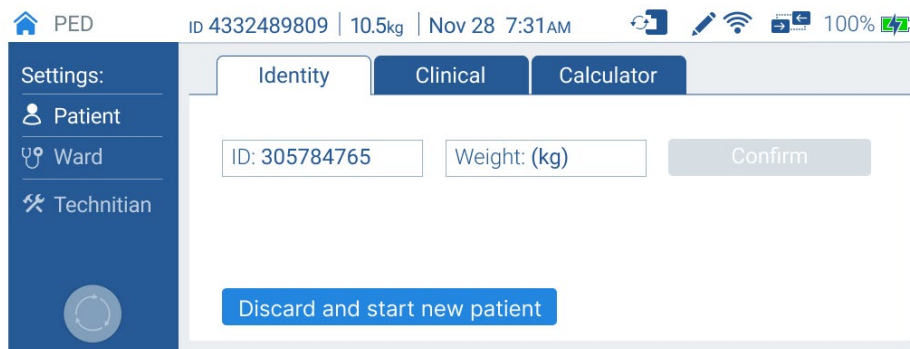 PED ID 4332489809 10.5kg Nov 28 7:31AM 100%
Settings:
Patient
Ward
Technitian
Identity Clinical Calculator
ID: 305784765 Weight: (kg) Confirm
Discard and start new patient